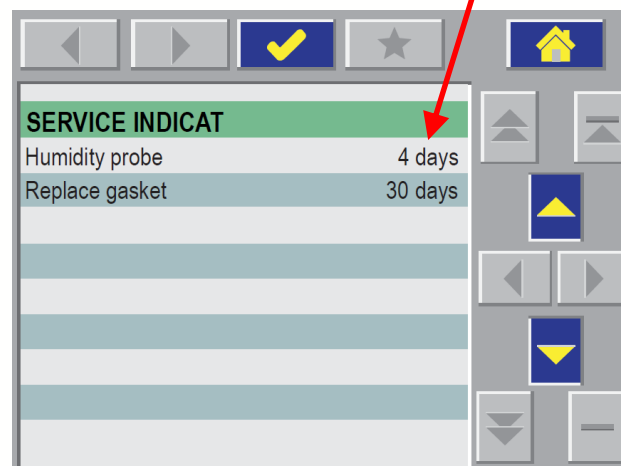 SERVICE INDICAT
Humidity probe 4 days
Replace gasket 30 days